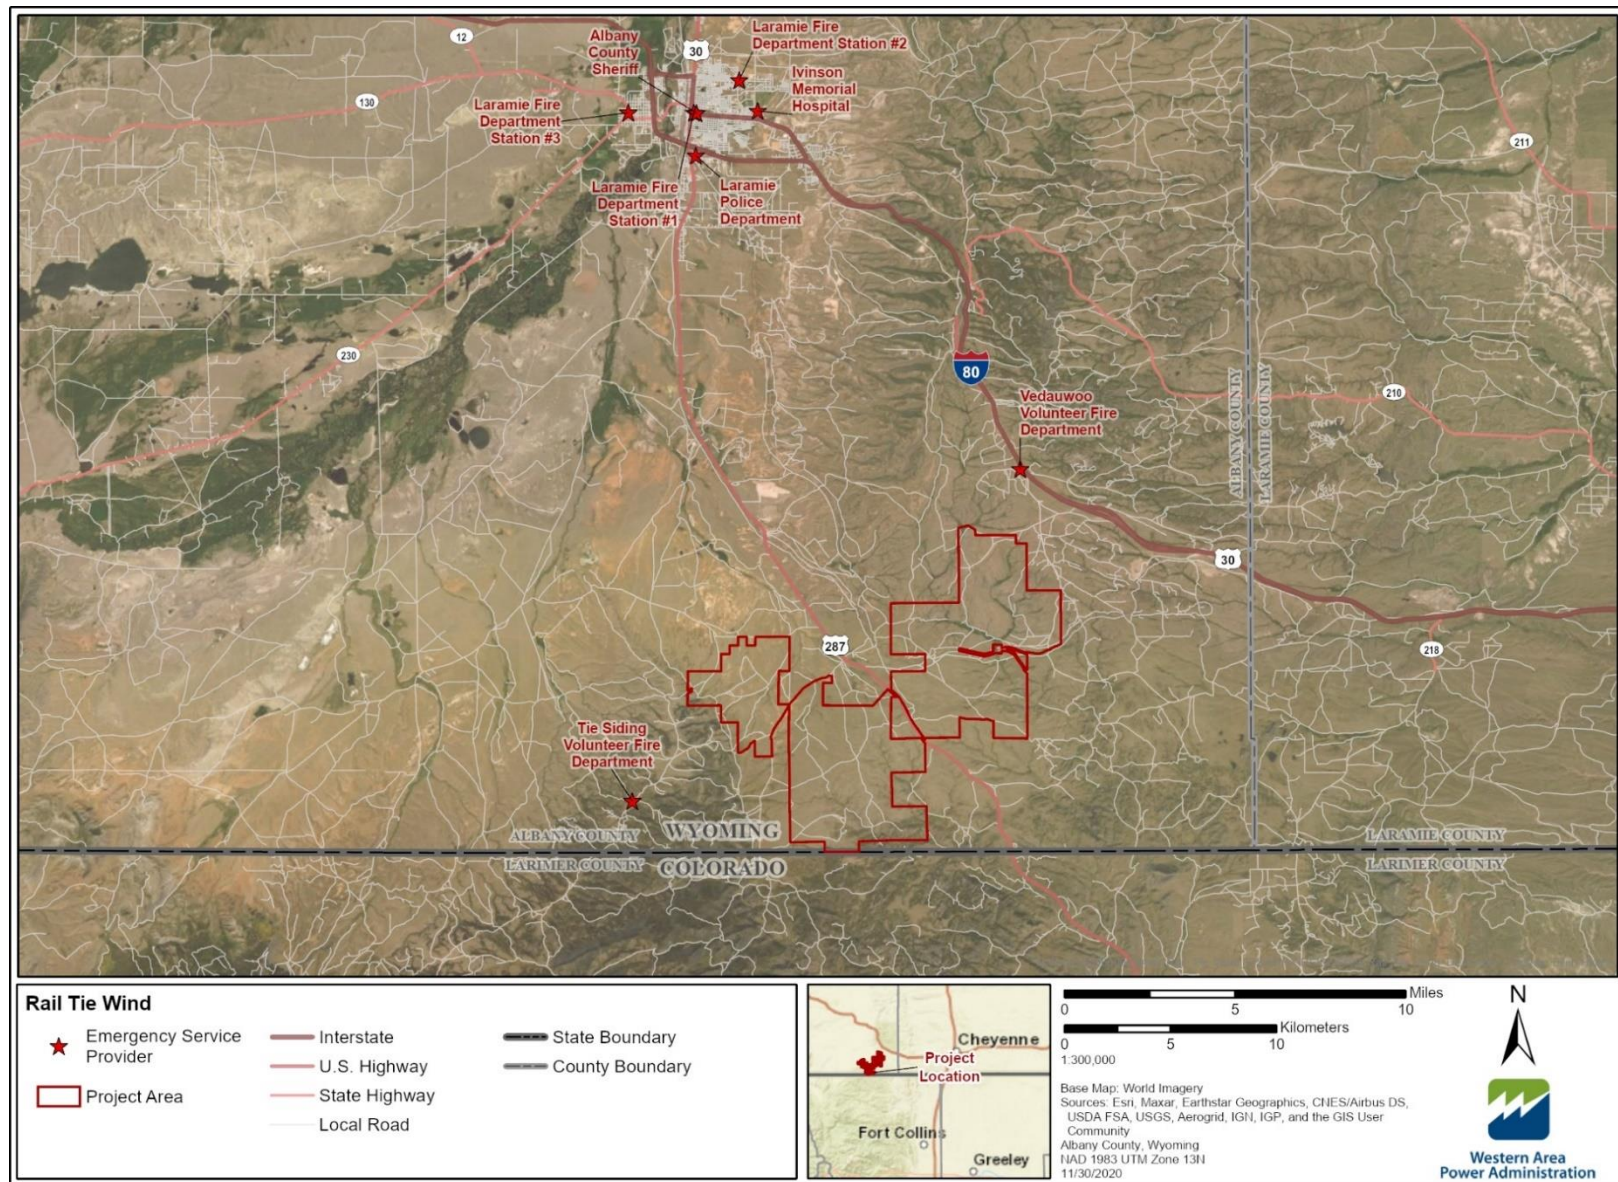 12
30
Albany
County
Sheriff
Laramie Fire
Department Station #2
Ivinson
Memorial
Hospital
130
Laramie Fire
Department
Station #3
211
Laramie Fire
Department
Station #1
Laramie
Police
Department
230
80
ALBANY COUNTY
LARAMIE COUNTY
210
Vedauwoo
Volunteer Fire
Department
30
287
218
Tie Siding
Volunteer Fire
Department
ALBANY COUNTY
WYOMING
LARAMIE COUNTY
LARIMER COUNTY
COLORADO
LARIMER COUNTY
Rail Tie Wind
Emergency Service
Provider
Project Area
Interstate
U.S. Highway
State Highway
Local Road
State Boundary
County Boundary
Cheyenne
Project
Location
Fort Collins
Greeley
Miles
0 5 10
Kilometers
0 5 10
1:300,000
Base Map: World Imagery
Sources: Esri, Maxar, Earthstar Geographics, CNES/Airbus DS,
USDA FSA, USGS, Aerogrid, IGN, IGP, and the GIS User
Community
Albany County, Wyoming
NAD 1983 UTM Zone 13N
11/30/2020
N
Western Area
Power Administration